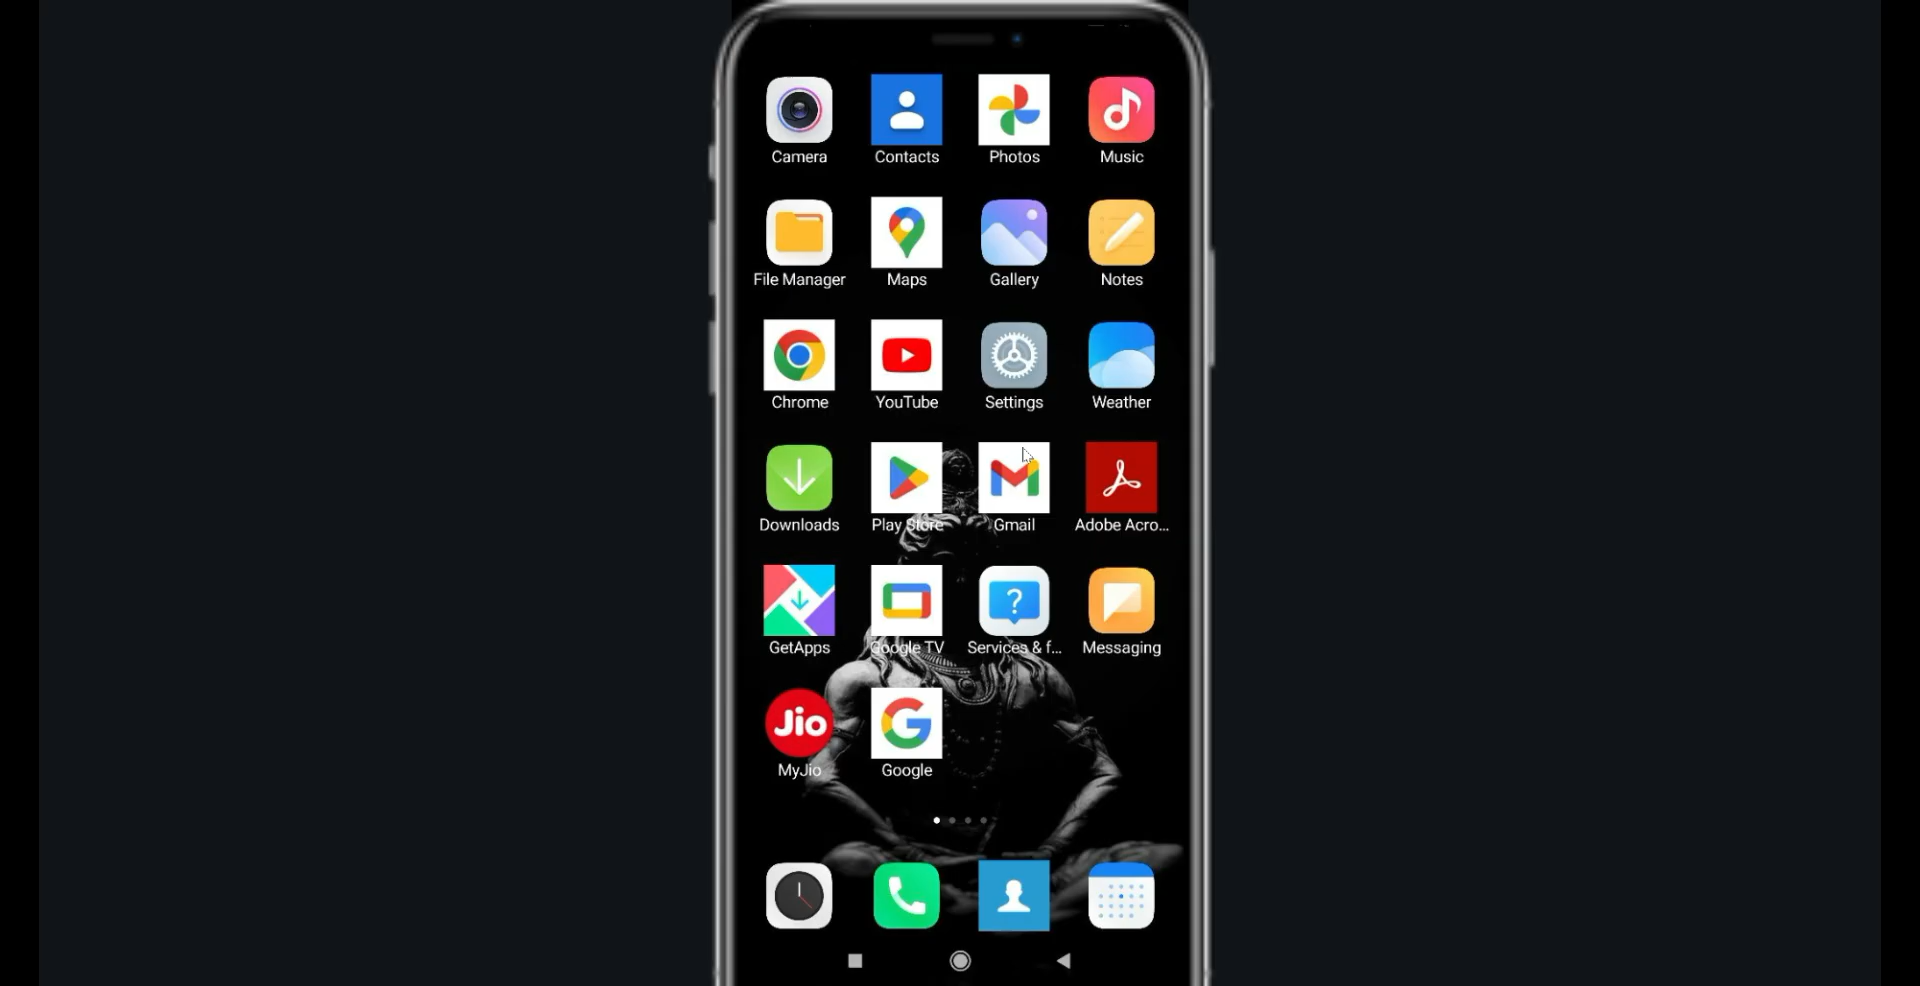 Camera Contacts Photos Music
File Manager Maps Gallery Notes
Chrome YouTube Settings Weather
Downloads Play Store Gmail Adobe Acro...
?
GetApps Google TV Services & f... Messaging
Jio
MyJio Google